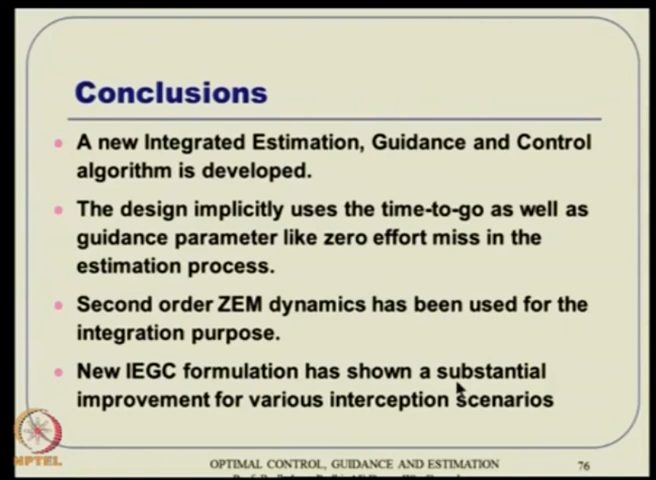 Conclusions
A new Integrated Estimation, Guidance and Control
algorithm is developed.
The design implicitly uses the time-to-go as well as
guidance parameter like zero effort miss in the
estimation process.
Second order ZEM dynamics has been used for the
integration purpose.
New IEGC formulation has shown a substantial
improvement for various interception scenarios
NPTEL
OPTIMAL CONTROL, GUIDANCE AND ESTIMATION
76